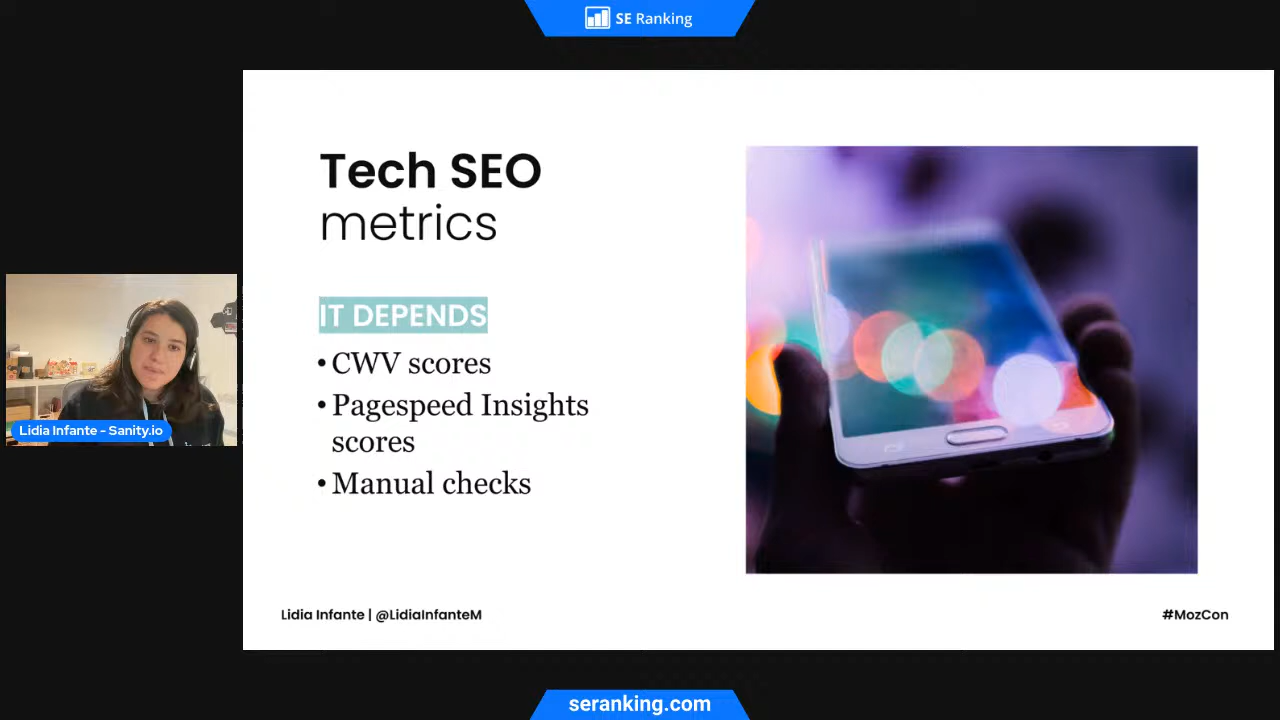 SE Ranking
Tech SEO
metrics
IT DEPENDS
• CWV scores
• Pagespeed Insights
scores
• Manual checks
Lidia Infante - Sanity.io
Lidia Infante | @LidiaInfanteM
#MozCon
seranking.com